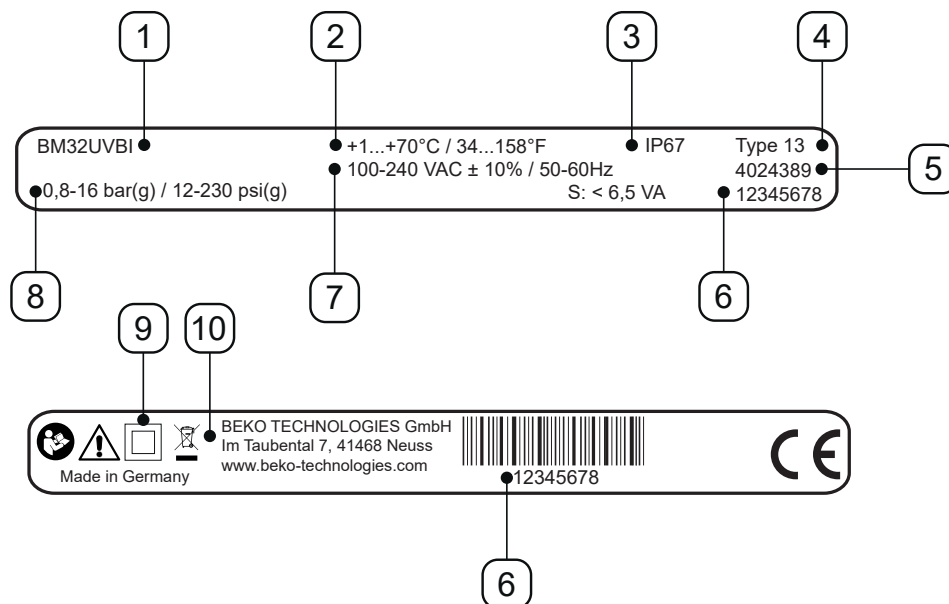 1 2 3 4
BM32UVBI +1...+70°C / 34...158°F IP67 Type 13
100-240 VAC ± 10% / 50-60Hz 4024389 5
0,8-16 bar(g) / 12-230 psi(g) S: < 6,5 VA 12345678
8 7 6
9 10
BEKO TECHNOLOGIES GmbH
Im Taubental 7, 41468 Neuss
www.beko-technologies.com
Made in Germany
12345678
CE
6